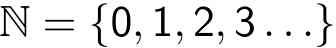 ℕ = {0, 1, 2, 3 …}